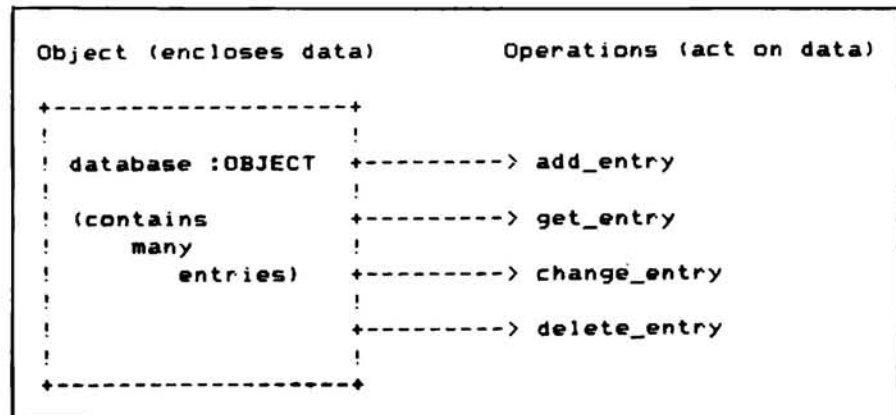 Object (encloses data) Operations (act on data)
+--------------------+
! !
! database :OBJECT +---------> add_entry
! !
! (contains +---------> get_entry
! many !
! entries) +---------> change_entry
! !
! +---------> delete_entry
! !
+--------------------+